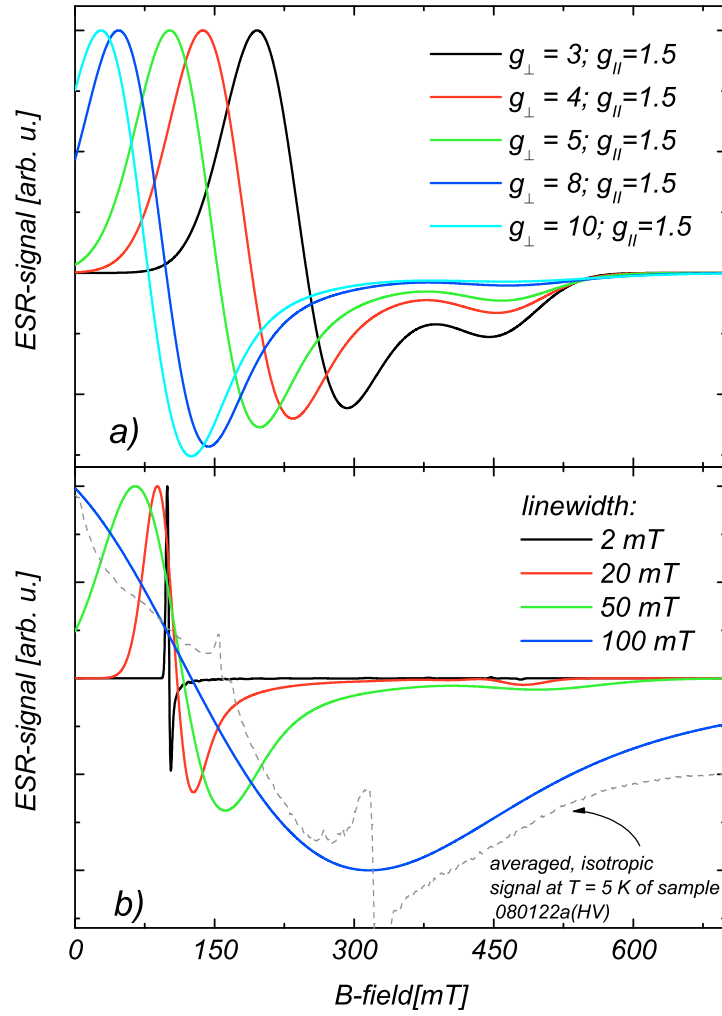 ESR-signal [arb. u.]
g⊥ = 3; g||=1.5
g⊥ = 4; g||=1.5
g⊥ = 5; g||=1.5
g⊥ = 8; g||=1.5
g⊥ = 10; g||=1.5
a)
ESR-signal [arb. u.]
linewidth:
2 mT
20 mT
50 mT
100 mT
averaged, isotropic
signal at T = 5 K of sample
080122a(HV)
b)
0 150 300 450 600
B-field[mT]